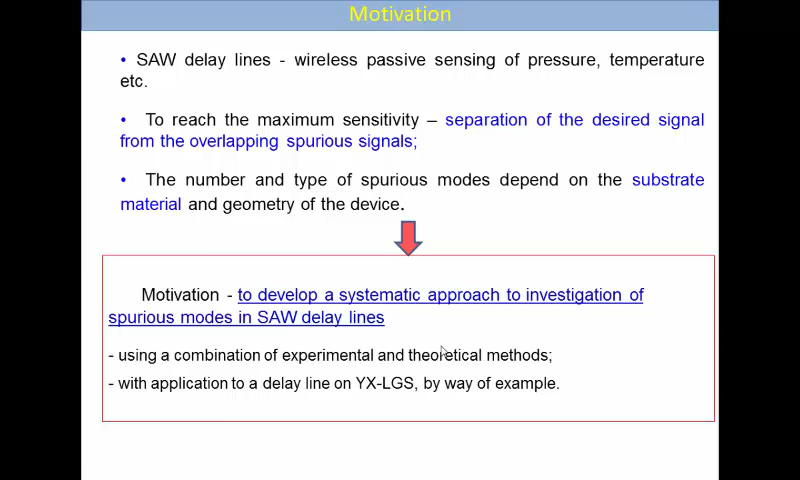 Motivation
• SAW delay lines - wireless passive sensing of pressure, temperature
etc.
• To reach the maximum sensitivity – separation of the desired signal
from the overlapping spurious signals;
• The number and type of spurious modes depend on the substrate
material and geometry of the device.
Motivation - to develop a systematic approach to investigation of
spurious modes in SAW delay lines
- using a combination of experimental and theoretical methods;
- with application to a delay line on YX-LGS, by way of example.